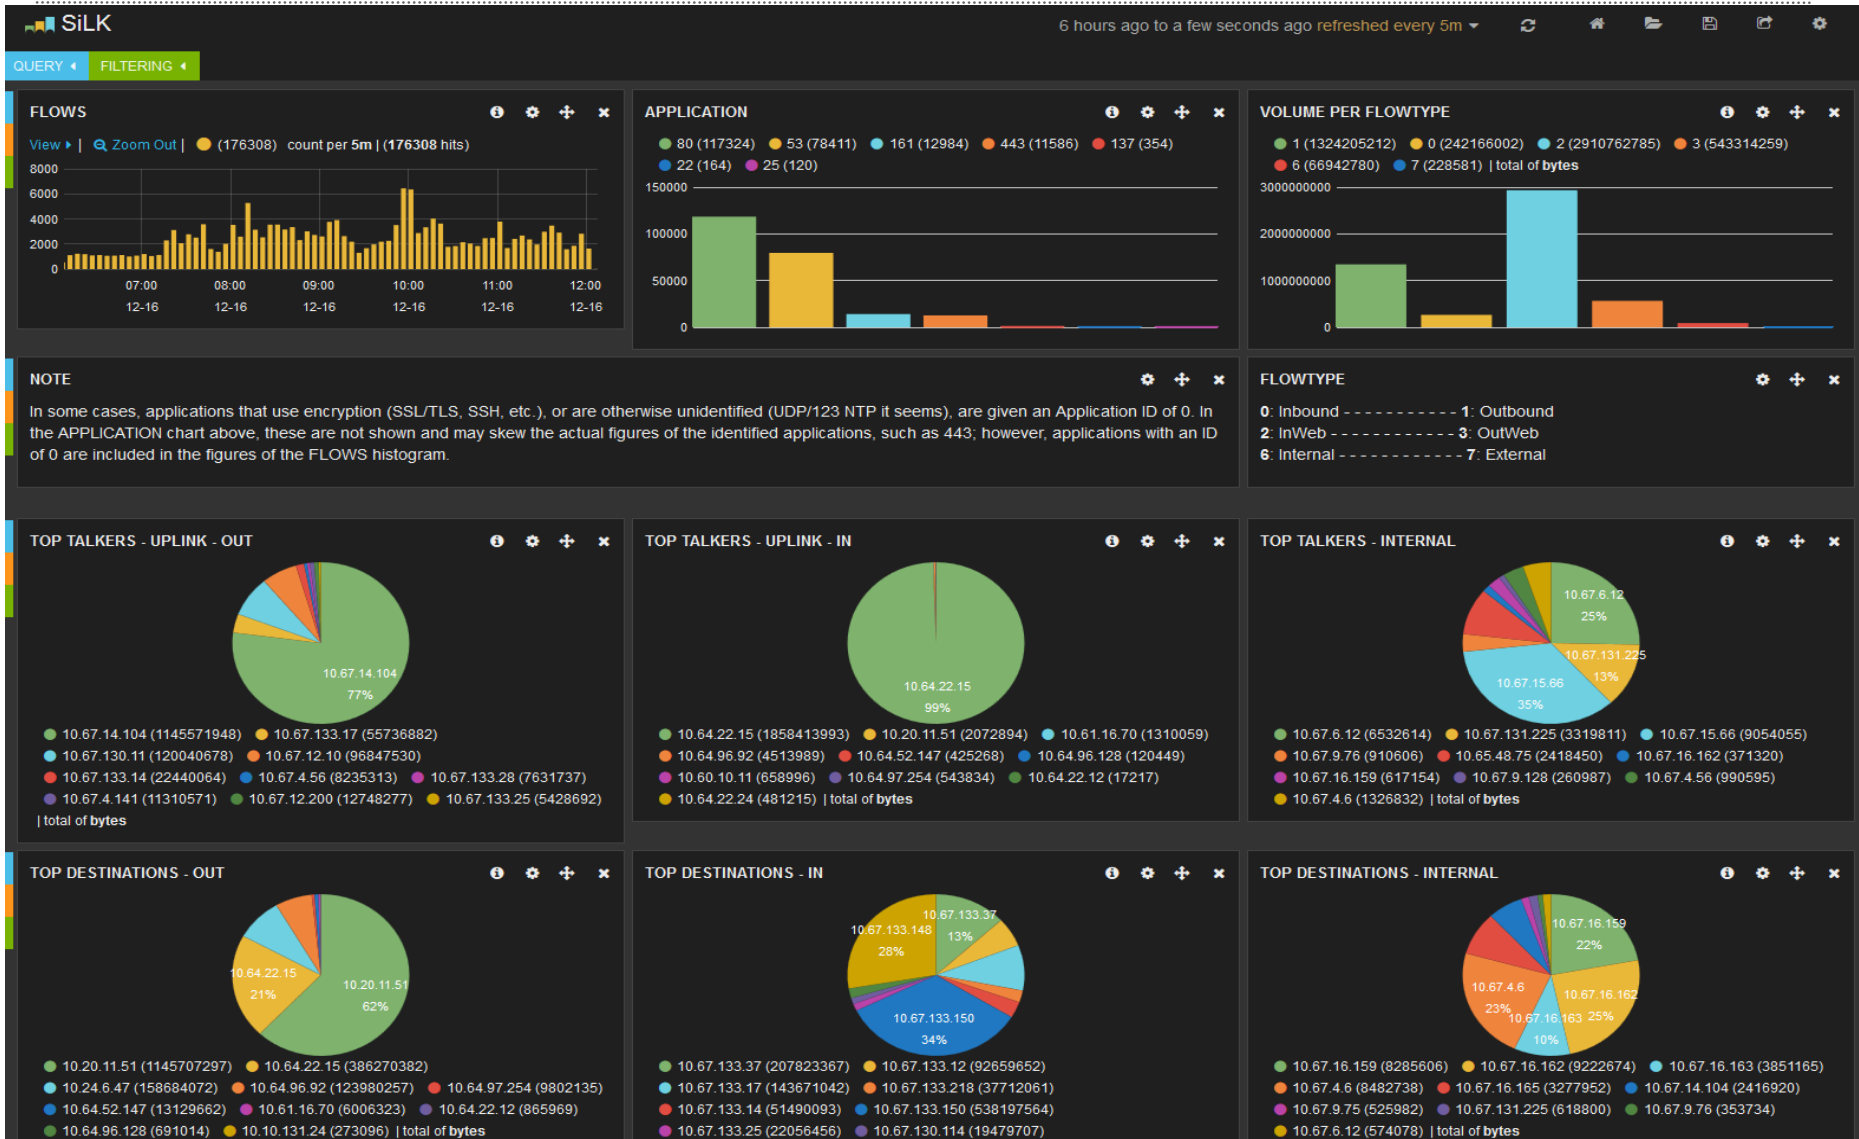 SiLK
6 hours ago to a few seconds ago refreshed every 5m
QUERY FILTERING
FLOWS
View | Zoom Out | (176308) count per 5m | (176308 hits)
8000
6000
4000
2000
0
07:00 08:00 09:00 10:00 11:00 12:00
12-16 12-16 12-16 12-16 12-16 12-16
APPLICATION
80 (117324) 53 (78411) 161 (12984) 443 (11586) 137 (354)
22 (164) 25 (120)
150000
100000
50000
0
VOLUME PER FLOWTYPE
1 (1324205212) 0 (242166002) 2 (2910762785) 3 (543314259)
6 (66942780) 7 (228581) | total of bytes
3000000000
2000000000
1000000000
0
NOTE
In some cases, applications that use encryption (SSL/TLS, SSH, etc.), or are otherwise unidentified (UDP/123 NTP it seems), are given an Application ID of 0. In
the APPLICATION chart above, these are not shown and may skew the actual figures of the identified applications, such as 443; however, applications with an ID
of 0 are included in the figures of the FLOWS histogram.
FLOWTYPE
0: Inbound - - - - - - - - - - - 1: Outbound
2: InWeb - - - - - - - - - - - - 3: OutWeb
6: Internal - - - - - - - - - - - - 7: External
TOP TALKERS - UPLINK - OUT
10.67.14.104
77%
10.67.14.104 (1145571948) 10.67.133.17 (55736882)
10.67.130.11 (120040678) 10.67.12.10 (96847530)
10.67.133.14 (22440064) 10.67.4.56 (8235313) 10.67.133.28 (7631737)
10.67.4.141 (11310571) 10.67.12.200 (12748277) 10.67.133.25 (5428692)
| total of bytes
TOP TALKERS - UPLINK - IN
10.64.22.15
99%
10.64.22.15 (1858413993) 10.20.11.51 (2072894) 10.61.16.70 (1310059)
10.64.96.92 (4513989) 10.64.52.147 (425268) 10.64.96.128 (120449)
10.60.10.11 (658996) 10.64.97.254 (543834) 10.64.22.12 (17217)
10.64.22.24 (481215) | total of bytes
TOP TALKERS - INTERNAL
10.67.6.12
25%
10.67.131.225
13%
10.67.15.66
35%
10.67.6.12 (6532614) 10.67.131.225 (3319811) 10.67.15.66 (9054055)
10.67.9.76 (910606) 10.65.48.75 (2418450) 10.67.16.162 (371320)
10.67.16.159 (617154) 10.67.9.128 (260987) 10.67.4.56 (990595)
10.67.4.6 (1326832) | total of bytes
TOP DESTINATIONS - OUT
10.64.22.15
21%
10.20.11.51
62%
10.20.11.51 (1145707297) 10.64.22.15 (386270382)
10.24.6.47 (158684072) 10.64.96.92 (123980257) 10.64.97.254 (9802135)
10.64.52.147 (13129662) 10.61.16.70 (6006323) 10.64.22.12 (865969)
10.64.96.128 (691014) 10.10.131.24 (273096) | total of bytes
TOP DESTINATIONS - IN
10.67.133.37
13%
10.67.133.148
28%
10.67.133.150
34%
10.67.133.37 (207823367) 10.67.133.12 (92659652)
10.67.133.17 (143671042) 10.67.133.218 (37712061)
10.67.133.14 (51490093) 10.67.133.150 (538197564)
10.67.133.25 (22056456) 10.67.130.114 (19479707)
TOP DESTINATIONS - INTERNAL
10.67.16.159
22%
10.67.4.6
23%
10.67.16.162
25%
10.67.16.163
10%
10.67.16.159 (8285606) 10.67.16.162 (9222674) 10.67.16.163 (3851165)
10.67.4.6 (8482738) 10.67.16.165 (3277952) 10.67.14.104 (2416920)
10.67.9.75 (525982) 10.67.131.225 (618800) 10.67.9.76 (353734)
10.67.6.12 (574078) | total of bytes